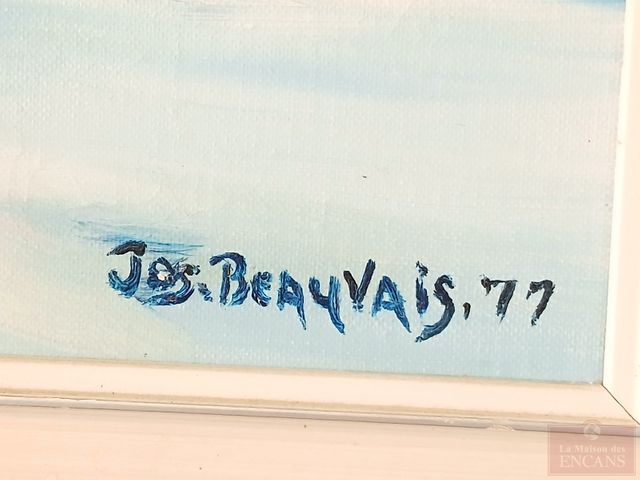 Jos. BEAUVAIS, '77
La Maison des
ENCANS